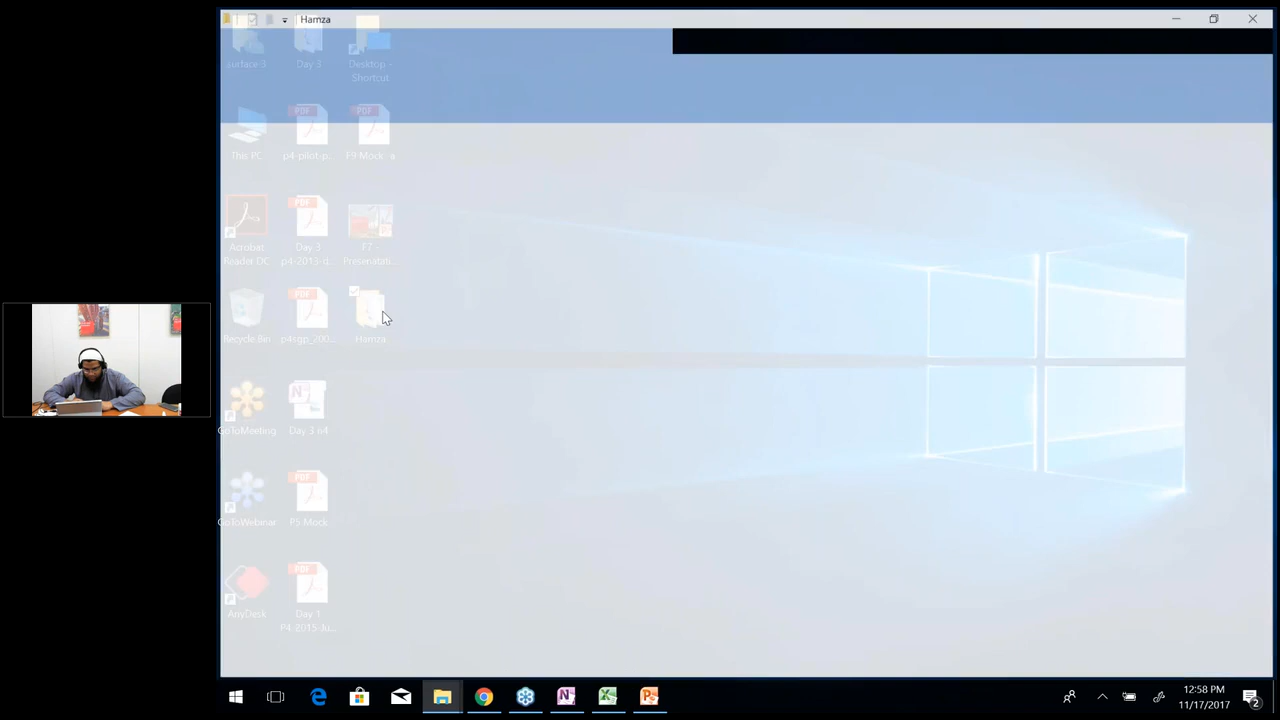 Hamza
surface 3
Day 3
Desktop -
Shortcut
This PC
p4-pilot-p...
F9 Mock -a
Acrobat
Reader DC
Day 3
p4-2013-d...
F7 -
Presentati...
Recycle Bin
p4sgp_200...
Hamza
GoToMeeting
Day 3 p4
GoToWebinar
P5 Mock
AnyDesk
Day 1
P4 2015-Ju...
12:58 PM
11/17/2017
2